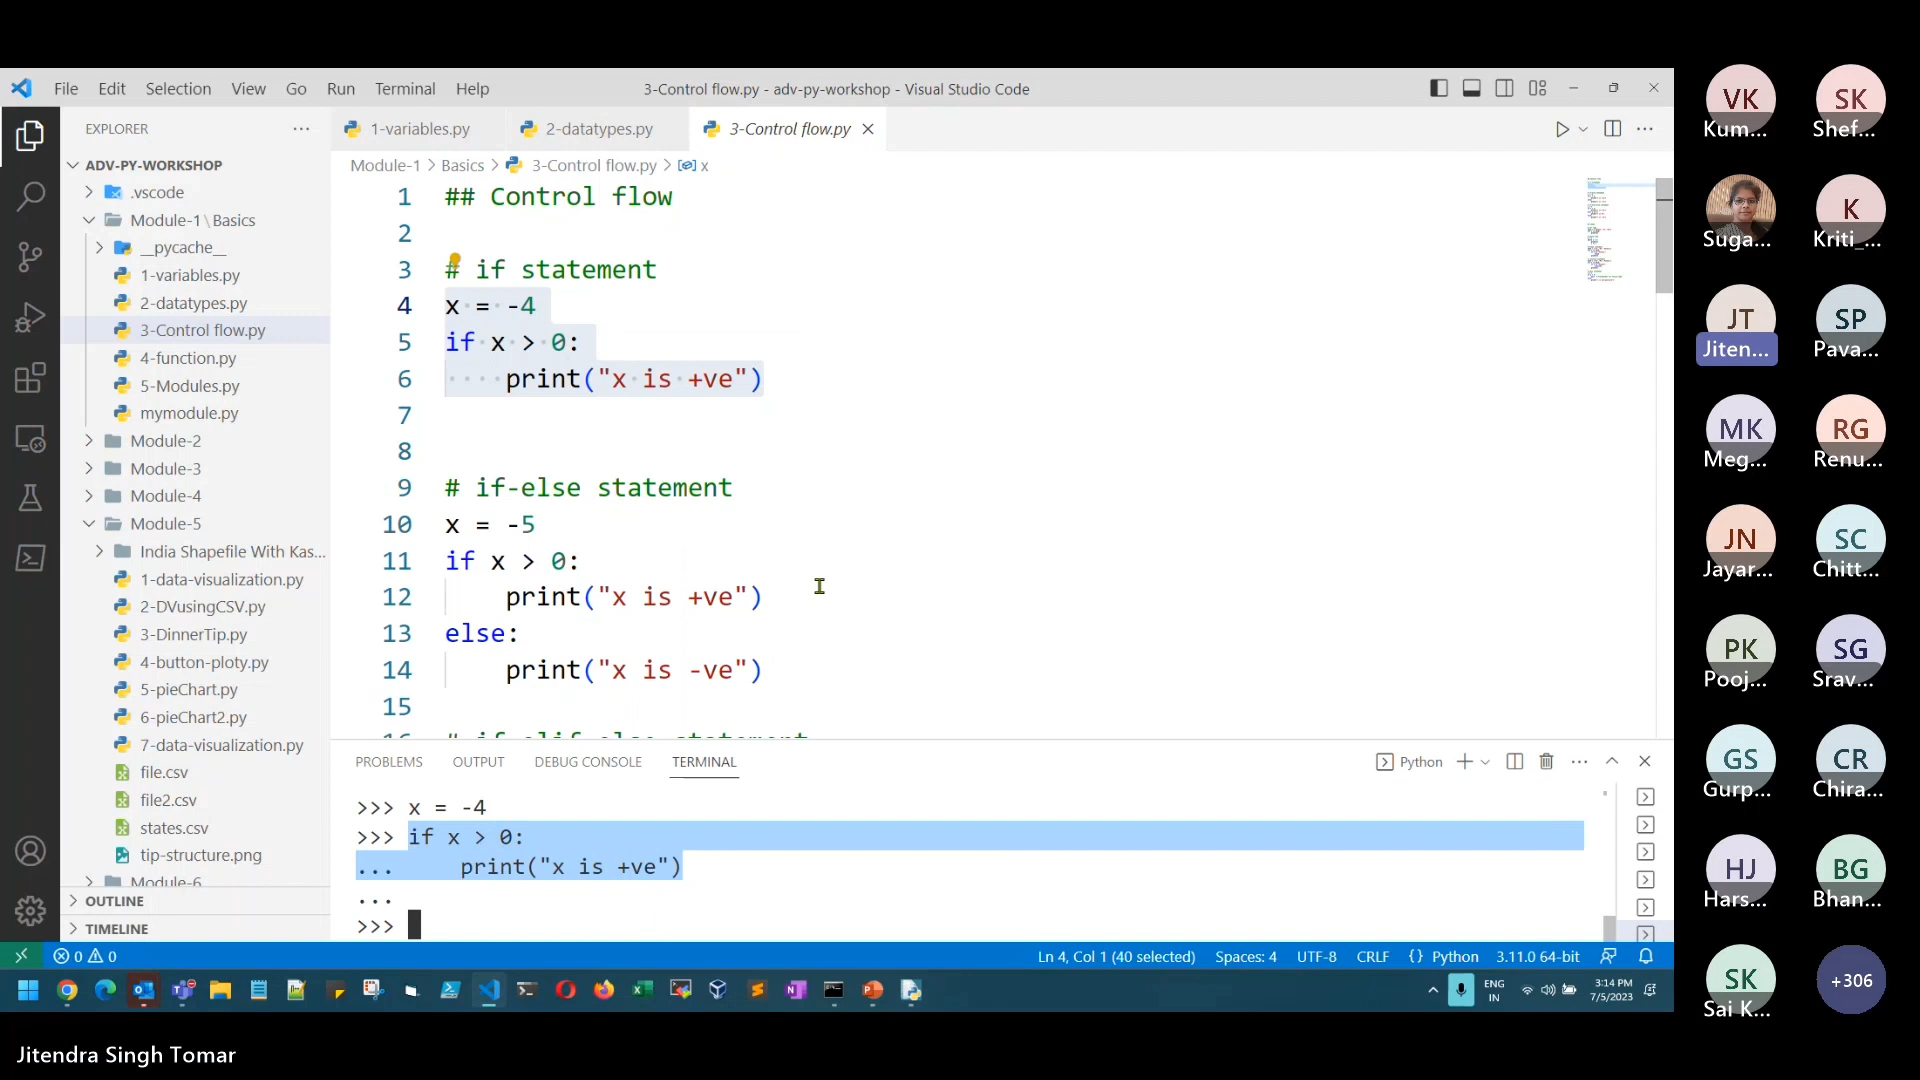 File Edit Selection View Go Run Terminal Help
3-Control flow.py - adv-py-workshop - Visual Studio Code
EXPLORER
ADV-PY-WORKSHOP
.vscode
Module-1\Basics
__pycache__
1-variables.py
2-datatypes.py
3-Control flow.py
4-function.py
5-Modules.py
mymodule.py
Module-2
Module-3
Module-4
Module-5
India Shapefile With Kas...
1-data-visualization.py
2-DVusingCSV.py
3-DinnerTip.py
4-button-ploty.py
5-pieChart.py
6-pieChart2.py
7-data-visualization.py
file.csv
file2.csv
states.csv
tip-structure.png
Module-6
OUTLINE
TIMELINE
1-variables.py 2-datatypes.py 3-Control flow.py
Module-1 > Basics > 3-Control flow.py > x
1 ## Control flow
2
3 # if statement
4 x = -4
5 if x > 0:
6 print("x is +ve")
7
8
9 # if-else statement
10 x = -5
11 if x > 0:
12 print("x is +ve")
13 else:
14 print("x is -ve")
15
16 # if-elif-else statement
PROBLEMS OUTPUT DEBUG CONSOLE TERMINAL
Python
>>> x = -4
>>> if x > 0:
... print("x is +ve")
...
>>>
0 0
Ln 4, Col 1 (40 selected) Spaces: 4 UTF-8 CRLF {} Python 3.11.0 64-bit
ENG
IN
3:14 PM
7/5/2023
Jitendra Singh Tomar
VK
Kum...
SK
Shef...
Suga...
K
Kriti_...
JT
Jiten...
SP
Pava...
MK
Meg...
RG
Renu...
JN
Jayar...
SC
Chitt...
PK
Pooj...
SG
Srav...
GS
Gurp...
CR
Chira...
HJ
Hars...
BG
Bhan...
SK
Sai K...
+306